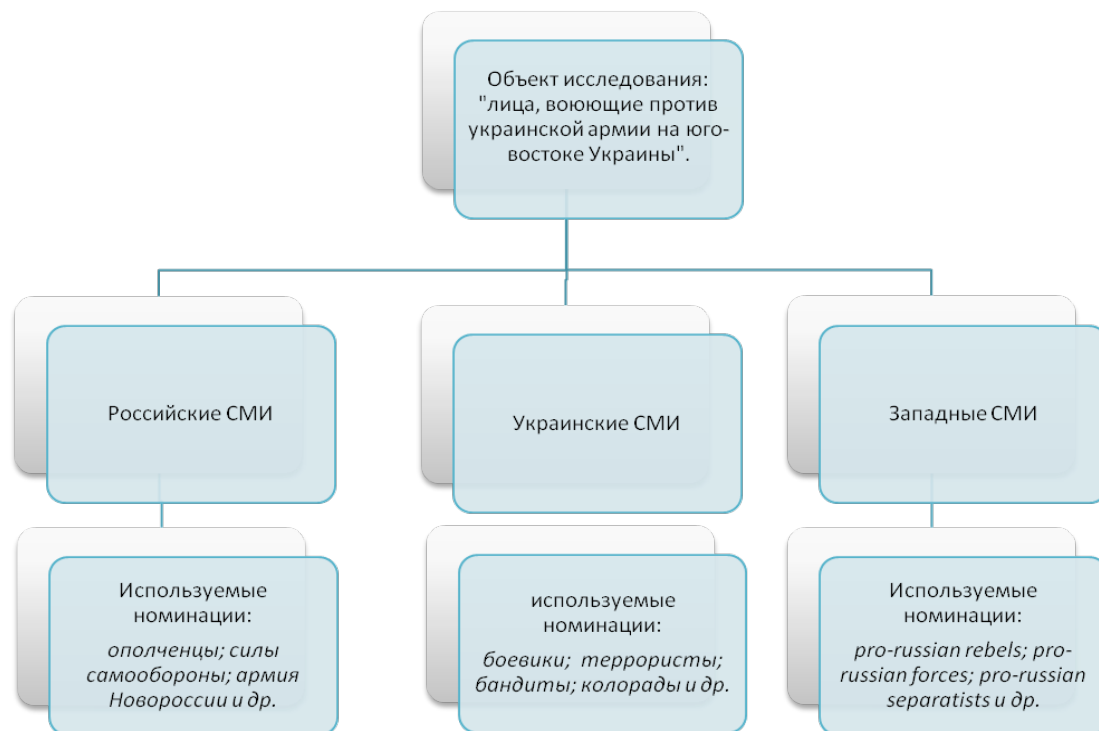 Объект исследования:
"лица, воюющие против
украинской армии на юго-
востоке Украины".
Российские СМИ
Украинские СМИ
Западные СМИ
Используемые
номинации:
ополченцы; силы
самообороны; армия
Новороссии и др.
используемые
номинации:
боевики; террористы;
бандиты; колорады и др.
Используемые
номинации:
pro-russian rebels; pro-
russian forces; pro-russian
separatists и др.